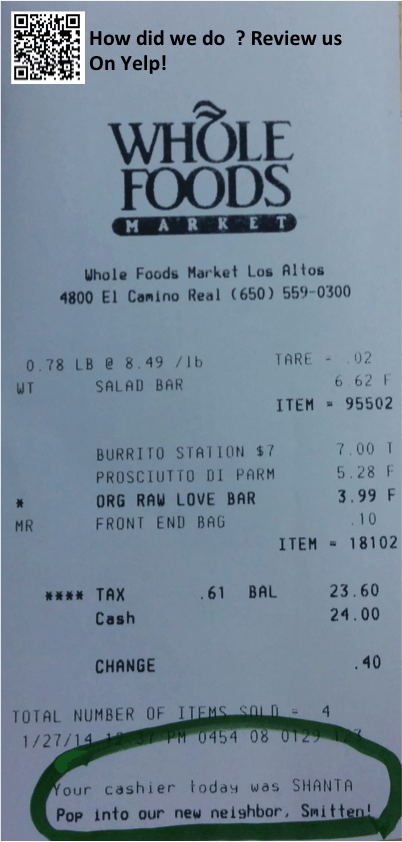 How did we do ? Review us
On Yelp!
WHOLE
FOODS
MARKET
Whole Foods Market Los Altos
4800 El Camino Real (650) 559-0300
0.78 LB @ 8.49 /lb TARE - .02
WT SALAD BAR 6.62 F
ITEM = 95502
BURRITO STATION $7 7.00 T
PROSCIUTTO DI PARM 5.28 F
* ORG RAW LOVE BAR 3.99 F
MR FRONT END BAG .10
ITEM = 18102
**** TAX .61 BAL 23.60
Cash 24.00
CHANGE .40
TOTAL NUMBER OF ITEMS SOLD = 4
1/27/14 12:37 PM 0454 08 0129 127
Your cashier today was SHANTA
Pop into our new neighbor, Smitten!